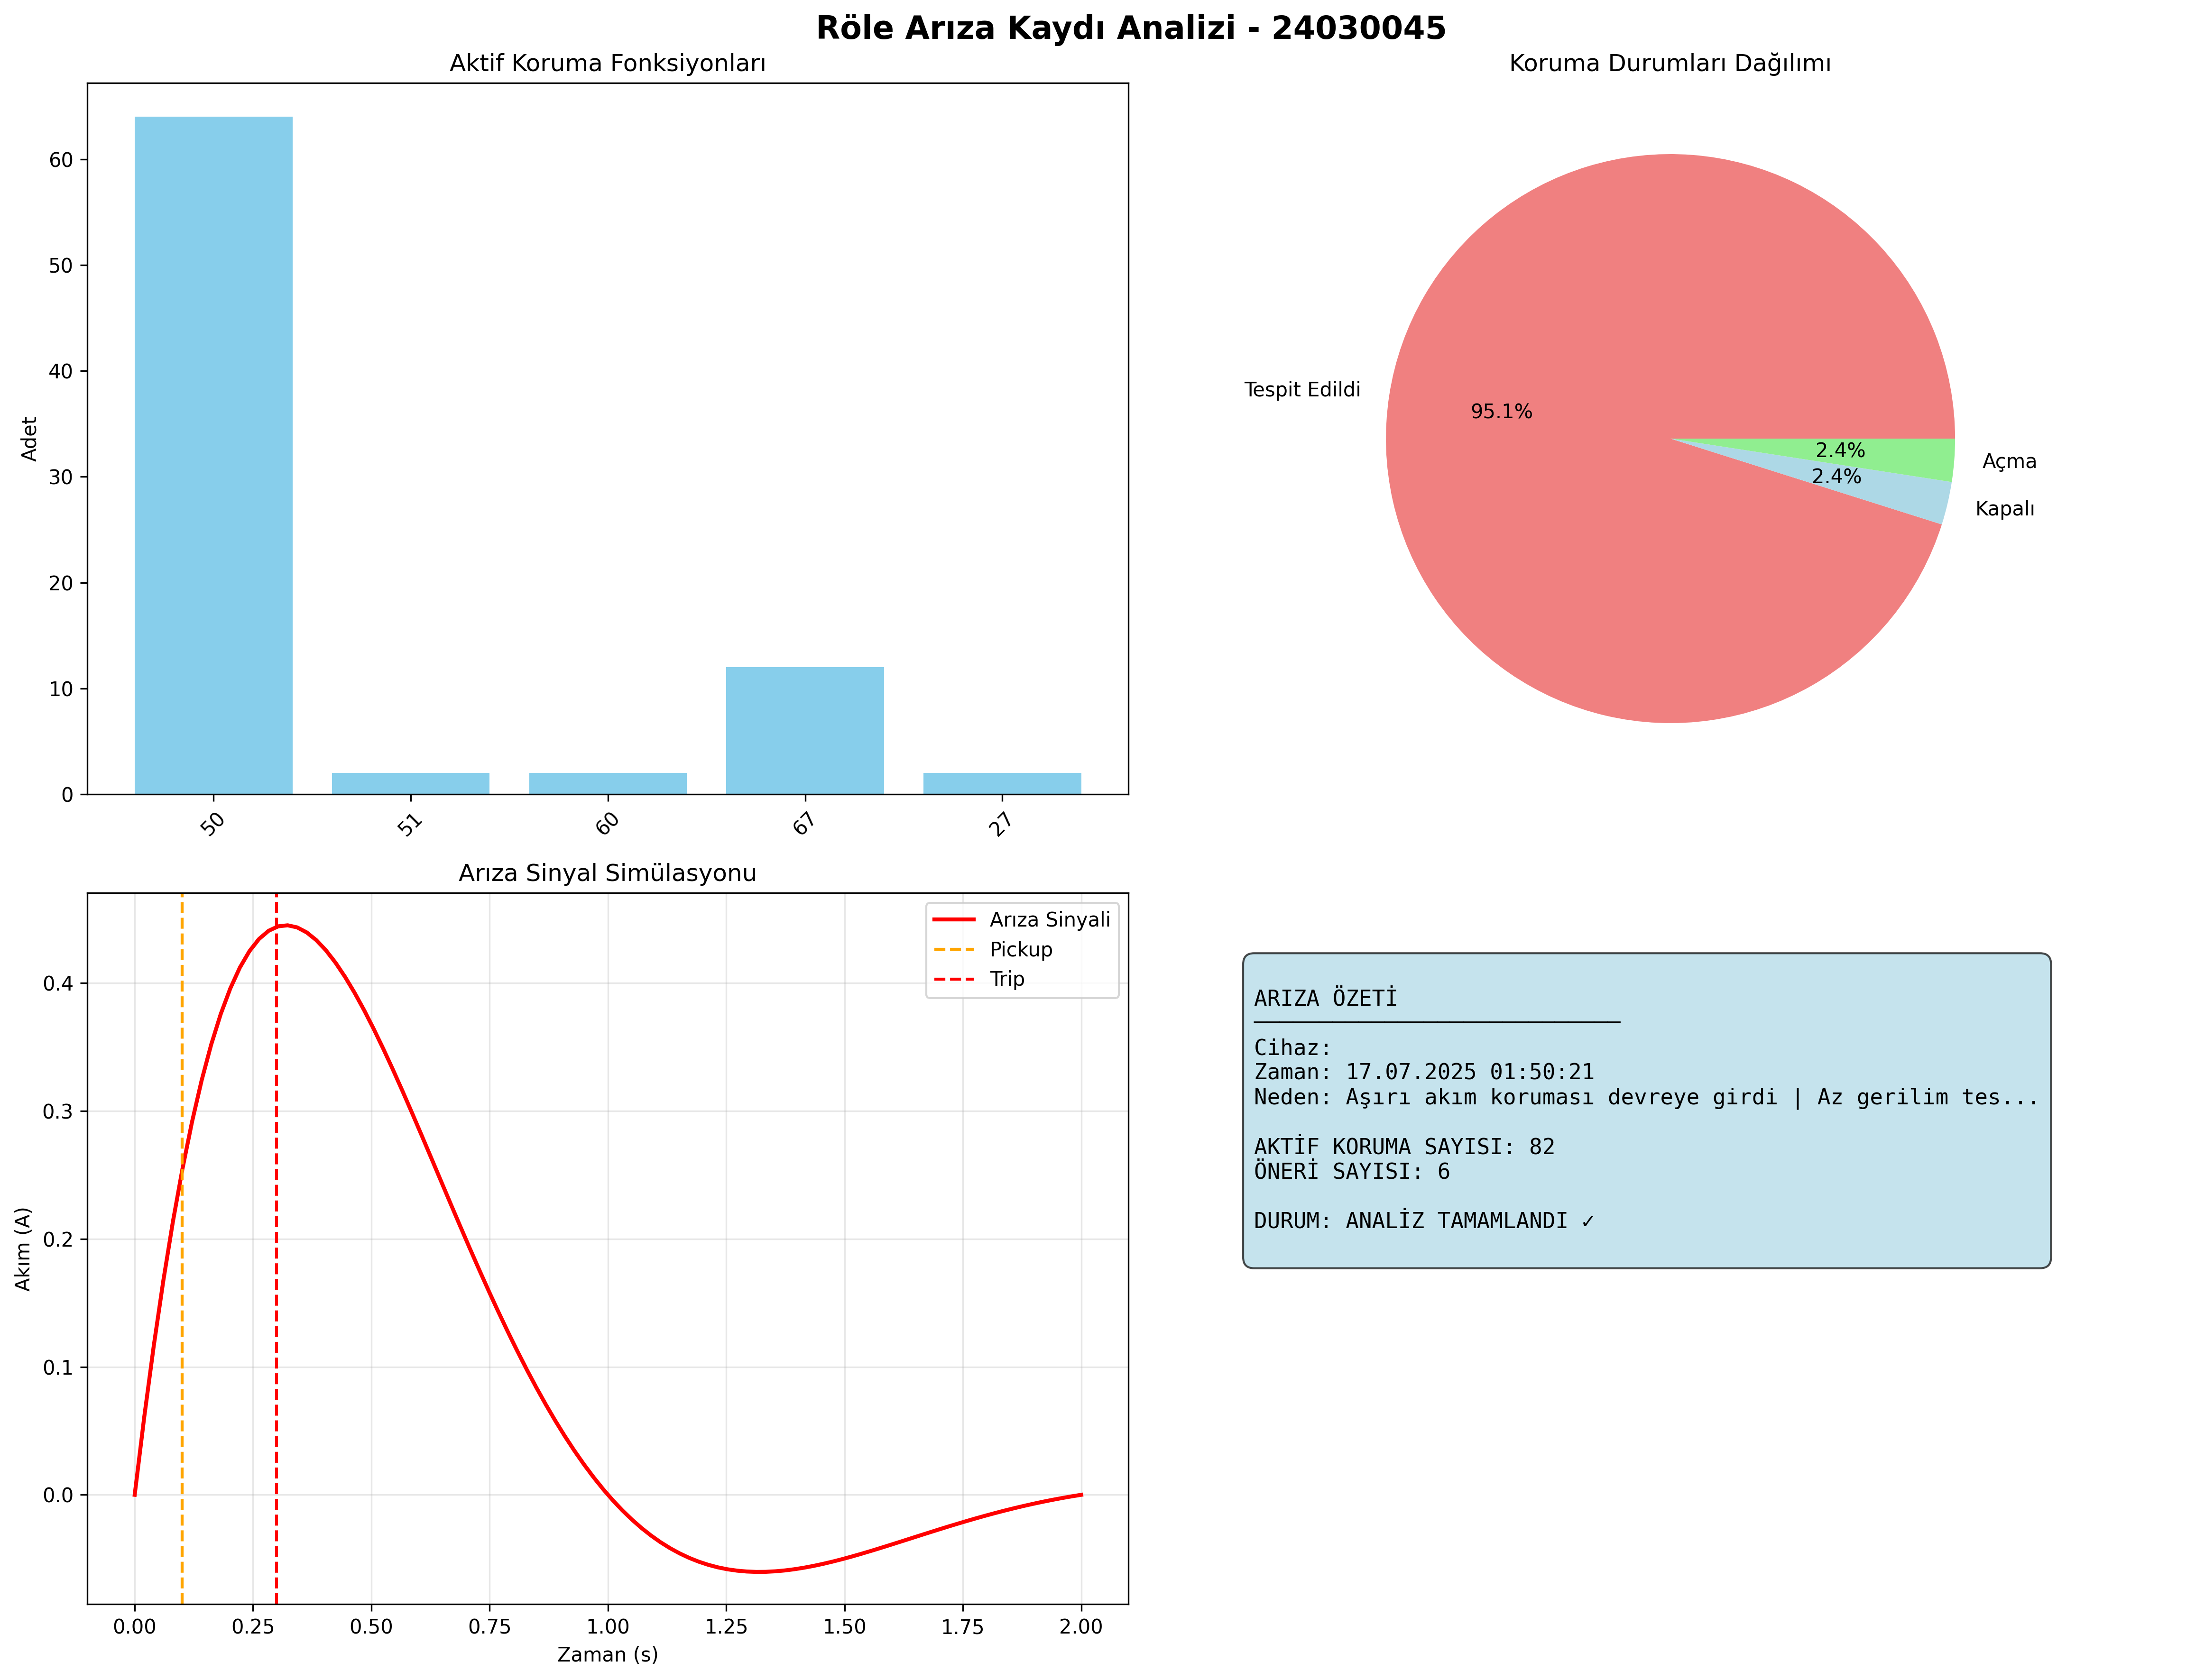 Röle Arıza Kaydı Analizi - 24030045
Aktif Koruma Fonksiyonları
Adet
60
50
40
30
20
10
0
50
51
60
67
27
Koruma Durumları Dağılımı
Tespit Edildi
95.1%
2.4%
Açma
2.4%
Kapalı
Arıza Sinyal Simülasyonu
Arıza Sinyali
Pickup
Trip
Akım (A)
0.4
0.3
0.2
0.1
0.0
0.00
0.25
0.50
0.75
1.00
1.25
1.50
1.75
2.00
Zaman (s)
ARIZA ÖZETİ
Cihaz:
Zaman: 17.07.2025 01:50:21
Neden: Aşırı akım koruması devreye girdi | Az gerilim tes...
AKTİF KORUMA SAYISI: 82
ÖNERİ SAYISI: 6
DURUM: ANALİZ TAMAMLANDI ✓